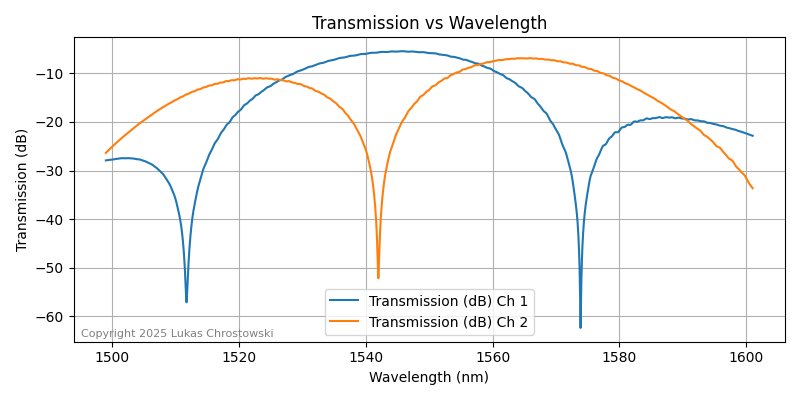 Transmission vs Wavelength
Transmission (dB)
−10
−20
−30
−40
−50
−60
Transmission (dB) Ch 1
Transmission (dB) Ch 2
Copyright 2025 Lukas Chrostowski
1500 1520 1540 1560 1580 1600
Wavelength (nm)